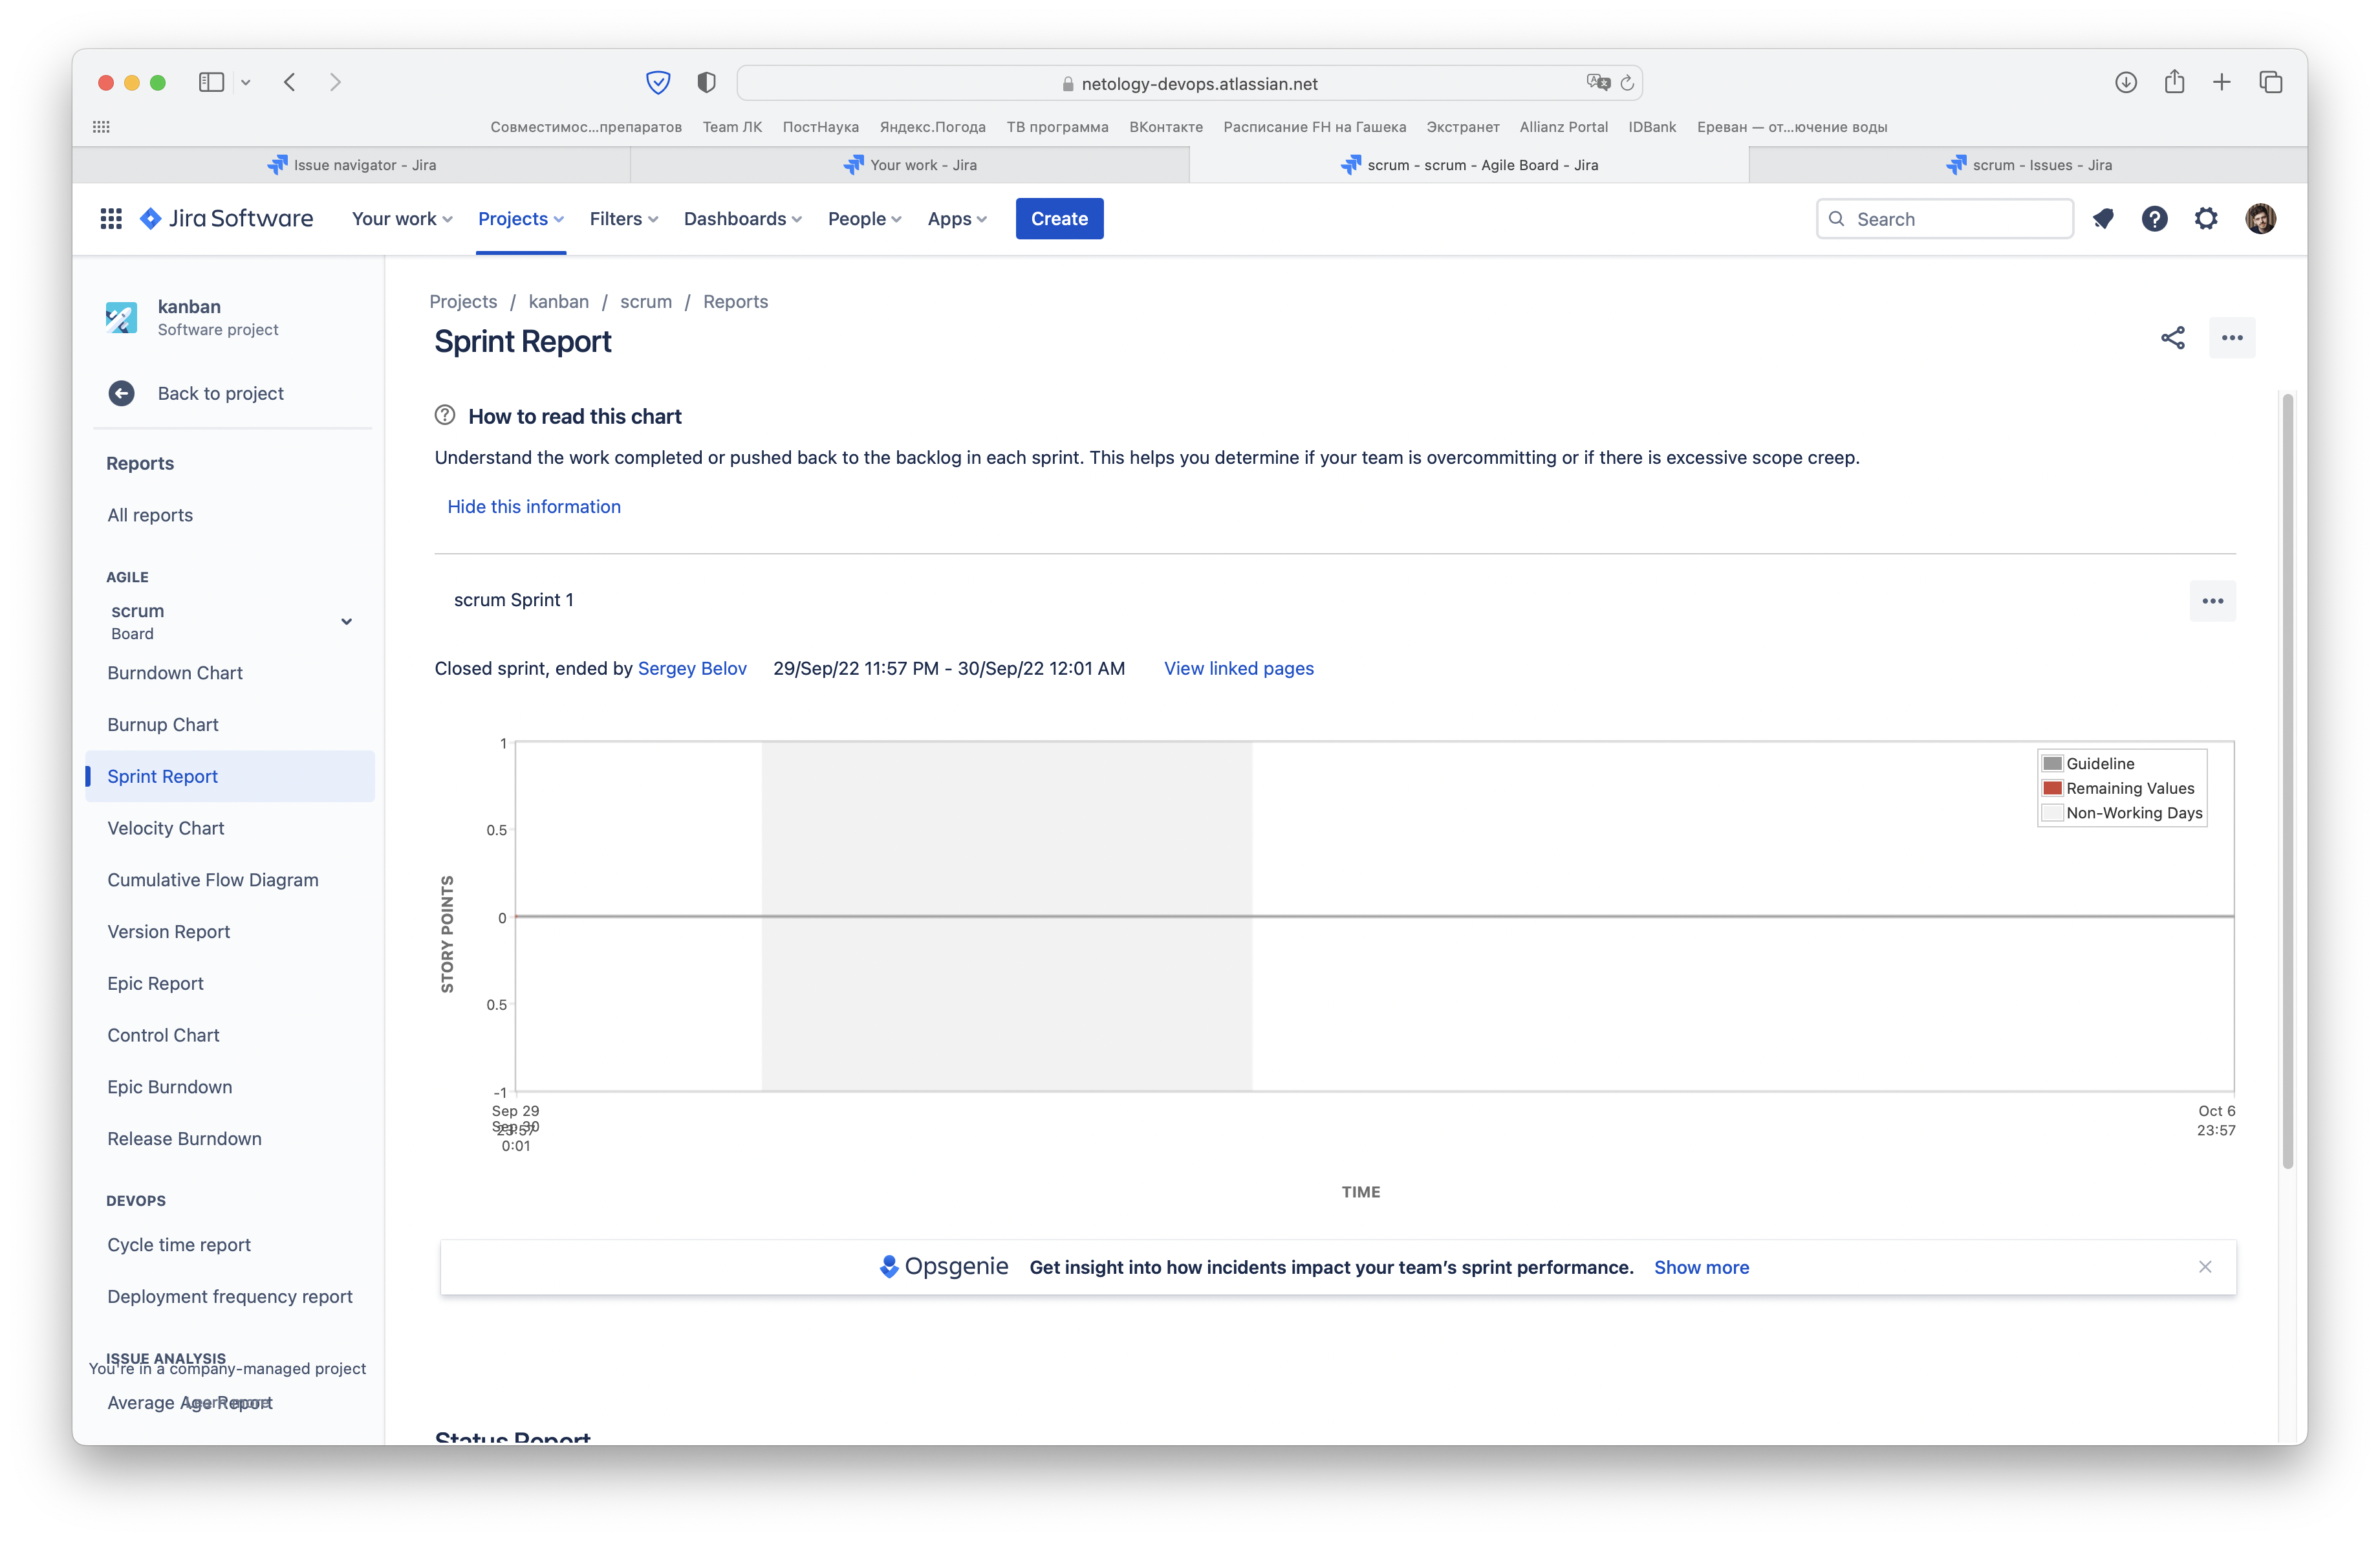 netology-devops.atlassian.net
Совместимос...препаратов Team ЛК ПостНаука Яндекс.Погода ТВ программа ВКонтакте Расписание FH на Гашека Экстранет Allianz Portal IDBank Ереван — от...ючение воды
Issue navigator - Jira
Your work - Jira
scrum - scrum - Agile Board - Jira
scrum - Issues - Jira
Jira Software Your work Projects Filters Dashboards People Apps Create Search
kanban
Software project
Back to project
Reports
All reports
AGILE
scrum
Board
Burndown Chart
Burnup Chart
Sprint Report
Velocity Chart
Cumulative Flow Diagram
Version Report
Epic Report
Control Chart
Epic Burndown
Release Burndown
DEVOPS
Cycle time report
Deployment frequency report
ISSUE ANALYSIS
You're in a company-managed project
Average Age Report
Learn more
Projects / kanban / scrum / Reports
Sprint Report
How to read this chart
Understand the work completed or pushed back to the backlog in each sprint. This helps you determine if your team is overcommitting or if there is excessive scope creep.
Hide this information
scrum Sprint 1
Closed sprint, ended by Sergey Belov 29/Sep/22 11:57 PM - 30/Sep/22 12:01 AM View linked pages
1
0.5
0
0.5
-1
STORY POINTS
Guideline
Remaining Values
Non-Working Days
Sep 29
23:57
Sep 30
0:01
Oct 6
23:57
TIME
Opsgenie Get insight into how incidents impact your team's sprint performance. Show more
Status Report